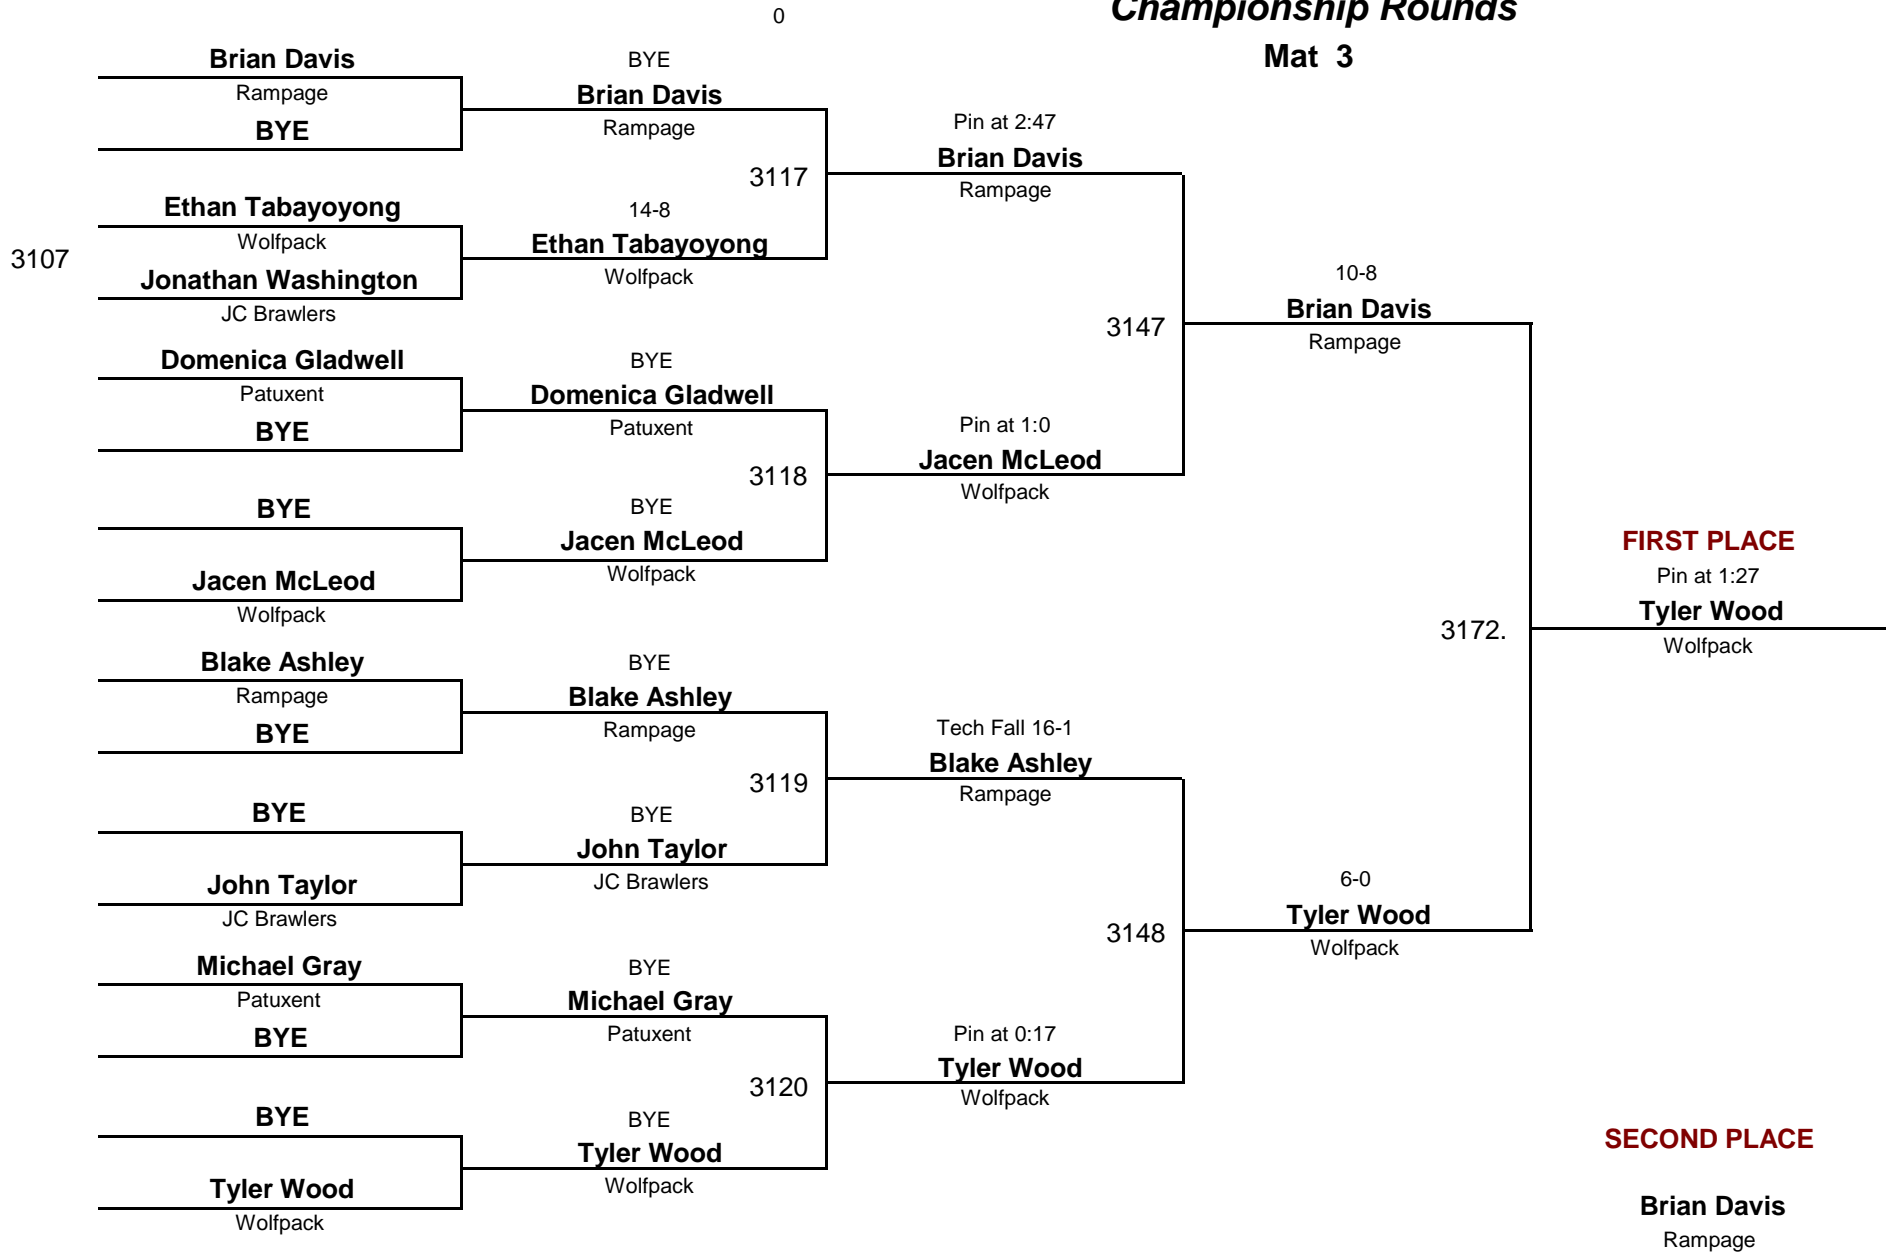 0
Championship Rounds
Mat 3
Brian Davis
Rampage
BYE
Ethan Tabayoyong
Wolfpack
3107
Jonathan Washington
JC Brawlers
Domenica Gladwell
Patuxent
BYE
BYE
Jacen McLeod
Wolfpack
Blake Ashley
Rampage
BYE
BYE
John Taylor
JC Brawlers
Michael Gray
Patuxent
BYE
BYE
Tyler Wood
Wolfpack
BYE
Brian Davis
Rampage
3117
14-8
Ethan Tabayoyong
Wolfpack
BYE
Domenica Gladwell
Patuxent
3118
BYE
Jacen McLeod
Wolfpack
BYE
Blake Ashley
Rampage
3119
BYE
John Taylor
JC Brawlers
BYE
Michael Gray
Patuxent
3120
BYE
Tyler Wood
Wolfpack
Pin at 2:47
Brian Davis
Rampage
3147
Pin at 1:0
Jacen McLeod
Wolfpack
Tech Fall 16-1
Blake Ashley
Rampage
3148
Pin at 0:17
Tyler Wood
Wolfpack
10-8
Brian Davis
Rampage
3172.
6-0
Tyler Wood
Wolfpack
FIRST PLACE
Pin at 1:27
Tyler Wood
Wolfpack
SECOND PLACE
Brian Davis
Rampage